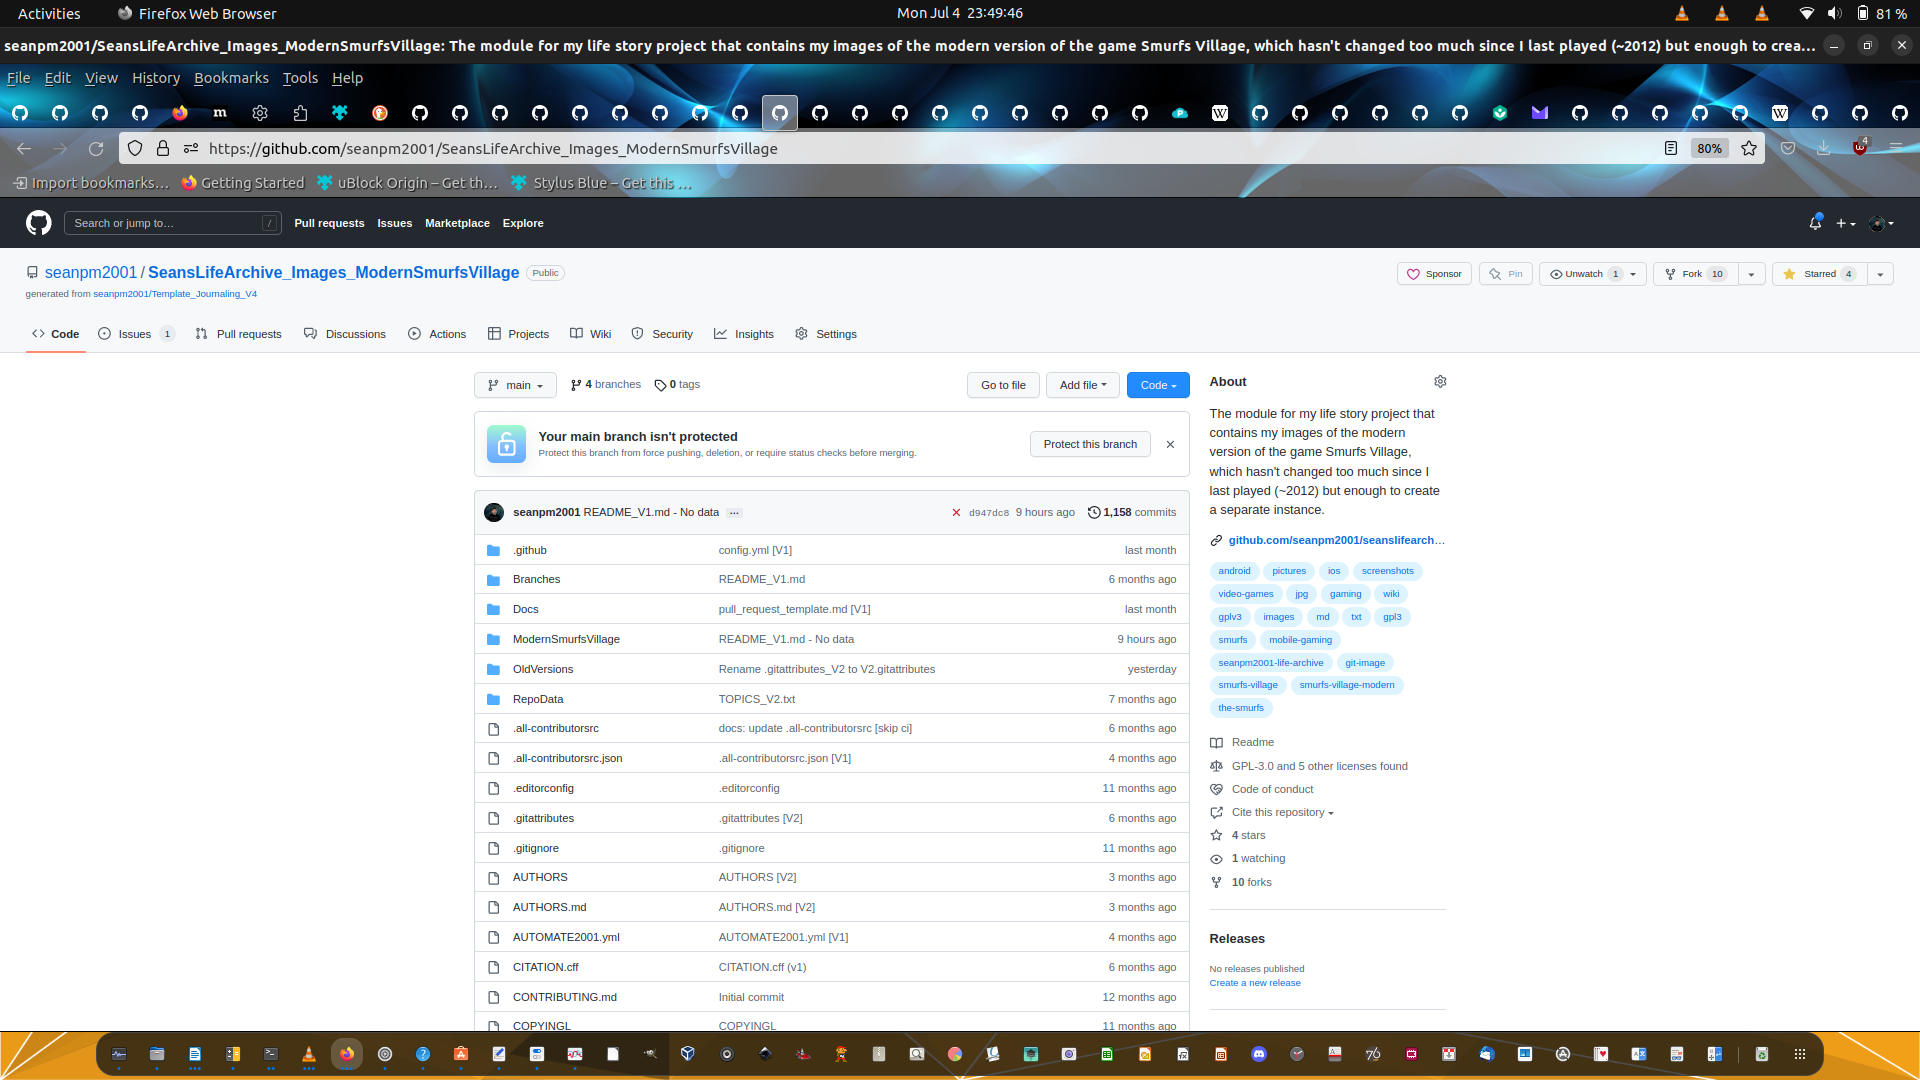 Activities
Firefox Web Browser
Mon Jul 4  23:49:46
81 %
seanpm2001/SeansLifeArchive_Images_ModernSmurfsVillage: The module for my life story project that contains my images of the modern version of the game Smurfs Village, which hasn't changed too much since I last played (~2012) but enough to crea…
File Edit View History Bookmarks Tools Help
https://github.com/seanpm2001/SeansLifeArchive_Images_ModernSmurfsVillage
80%
4
Import bookmarks… Getting Started uBlock Origin – Get th… Stylus Blue – Get this …
Search or jump to… /
Pull requests Issues Marketplace Explore
seanpm2001 / SeansLifeArchive_Images_ModernSmurfsVillage Public
generated from seanpm2001/Template_Journaling_V4
Sponsor Pin Unwatch 1 Fork 10 Starred 4
Code Issues 1 Pull requests Discussions Actions Projects Wiki Security Insights Settings
main 4 branches 0 tags Go to file Add file Code
Your main branch isn't protected
Protect this branch from force pushing, deletion, or require status checks before merging.
Protect this branch
seanpm2001 README_V1.md - No data … d947dc8 9 hours ago 1,158 commits
.github config.yml [V1] last month
Branches README_V1.md 6 months ago
Docs pull_request_template.md [V1] last month
ModernSmurfsVillage README_V1.md - No data 9 hours ago
OldVersions Rename .gitattributes_V2 to V2.gitattributes yesterday
RepoData TOPICS_V2.txt 7 months ago
.all-contributorsrc docs: update .all-contributorsrc [skip ci] 6 months ago
.all-contributorsrc.json .all-contributorsrc.json [V1] 4 months ago
.editorconfig .editorconfig 11 months ago
.gitattributes .gitattributes [V2] 6 months ago
.gitignore .gitignore 11 months ago
AUTHORS AUTHORS [V2] 3 months ago
AUTHORS.md AUTHORS.md [V2] 3 months ago
AUTOMATE2001.yml AUTOMATE2001.yml [V1] 4 months ago
CITATION.cff CITATION.cff (v1) 6 months ago
CONTRIBUTING.md Initial commit 12 months ago
COPYINGL COPYINGL 11 months ago
About
The module for my life story project that
contains my images of the modern
version of the game Smurfs Village,
which hasn't changed too much since I
last played (~2012) but enough to create
a separate instance.
github.com/seanpm2001/seanslifearch…
android pictures ios screenshots
video-games jpg gaming wiki
gplv3 images md txt gpl3
smurfs mobile-gaming
seanpm2001-life-archive git-image
smurfs-village smurfs-village-modern
the-smurfs
Readme
GPL-3.0 and 5 other licenses found
Code of conduct
Cite this repository
4 stars
1 watching
10 forks
Releases
No releases published
Create a new release